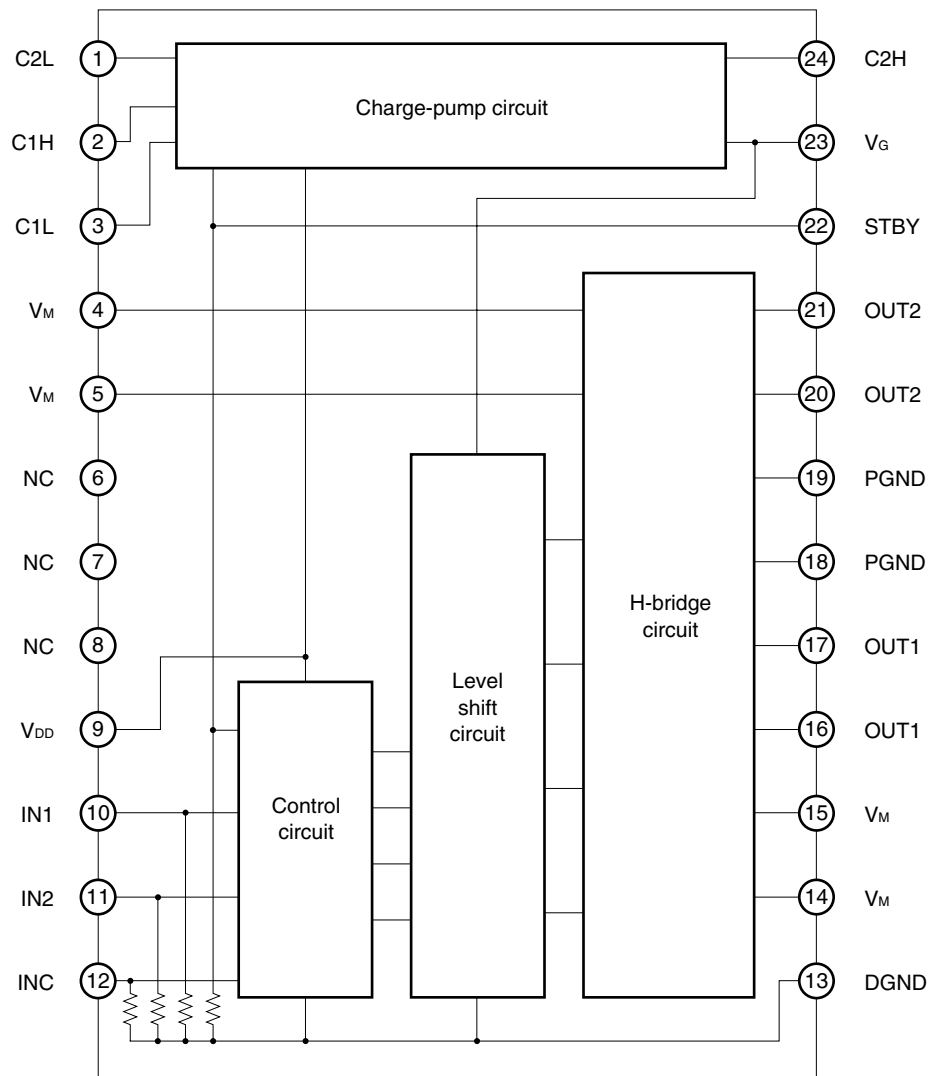 C2L 1
C1H 2
C1L 3
VM 4
VM 5
NC 6
NC 7
NC 8
VDD 9
IN1 10
IN2 11
INC 12
Charge-pump circuit
Control
circuit
Level
shift
circuit
H-bridge
circuit
24 C2H
23 VG
22 STBY
21 OUT2
20 OUT2
19 PGND
18 PGND
17 OUT1
16 OUT1
15 VM
14 VM
13 DGND